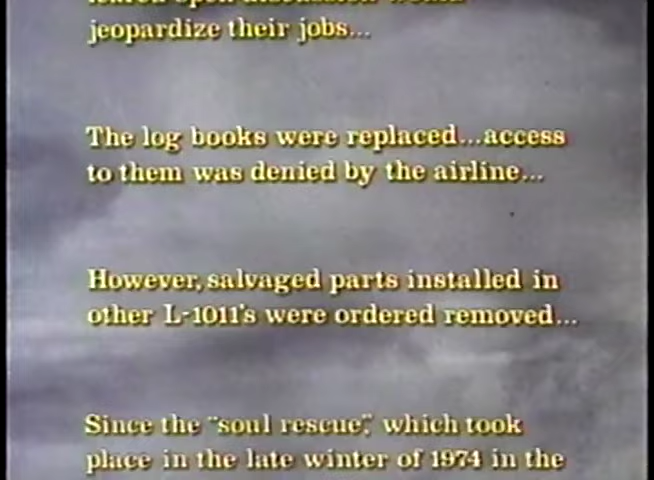 jeopardize their jobs...
The log books were replaced...access
to them was denied by the airline...
However, salvaged parts installed in
other L-1011's were ordered removed...
Since the "soul rescue," which took
place in the late winter of 1974 in the